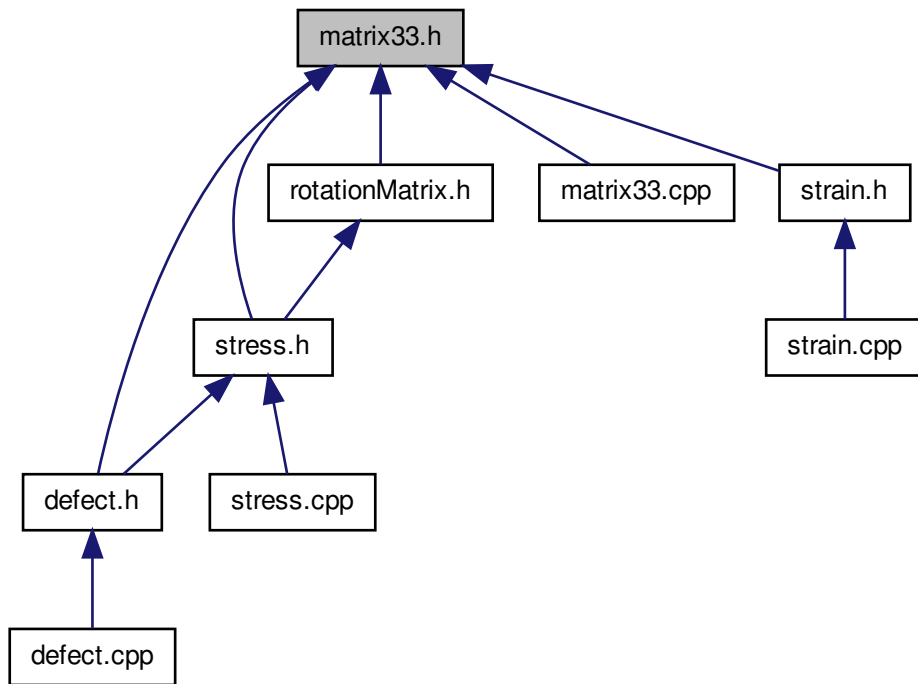 matrix33.h
rotationMatrix.h
matrix33.cpp
strain.h
stress.h
strain.cpp
defect.h
stress.cpp
defect.cpp